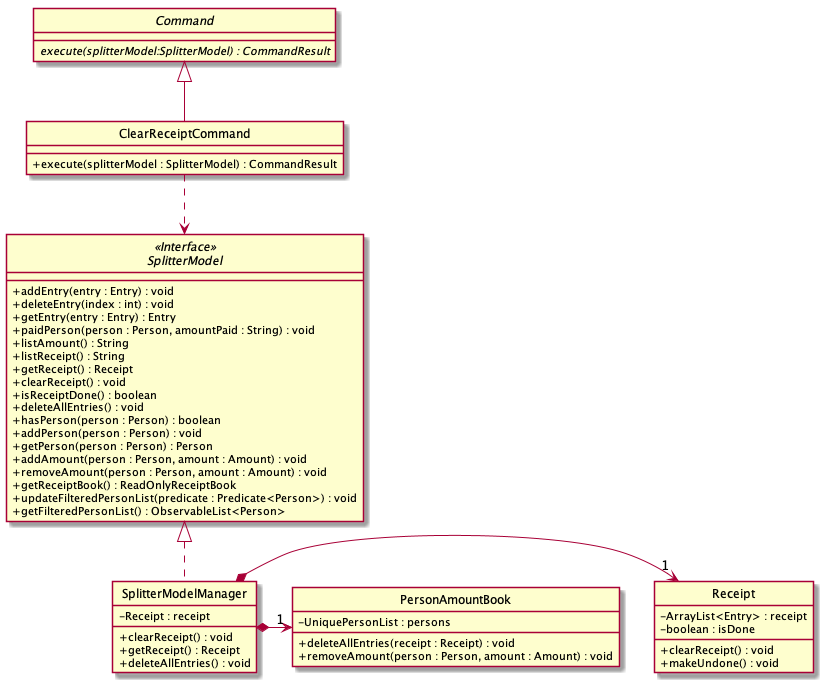 Command
execute(splitterModel:SplitterModel) : CommandResult
ClearReceiptCommand
+execute(splitterModel : SplitterModel) : CommandResult
«Interface»
SplitterModel
+addEntry(entry : Entry) : void
+deleteEntry(index : int) : void
+getEntry(entry : Entry) : Entry
+paidPerson(person : Person, amountPaid : String) : void
+listAmount() : String
+listReceipt() : String
+getReceipt() : Receipt
+clearReceipt() : void
+isReceiptDone() : boolean
+deleteAllEntries() : void
+hasPerson(person : Person) : boolean
+addPerson(person : Person) : void
+getPerson(person : Person) : Person
+addAmount(person : Person, amount : Amount) : void
+removeAmount(person : Person, amount : Amount) : void
+getReceiptBook() : ReadOnlyReceiptBook
+updateFilteredPersonList(predicate : Predicate<Person>) : void
+getFilteredPersonList() : ObservableList<Person>
SplitterModelManager
-Receipt : receipt
+clearReceipt() : void
+getReceipt() : Receipt
+deleteAllEntries() : void
1
PersonAmountBook
-UniquePersonList : persons
+deleteAllEntries(receipt : Receipt) : void
+removeAmount(person : Person, amount : Amount) : void
1
Receipt
-ArrayList<Entry> : receipt
-boolean : isDone
+clearReceipt() : void
+makeUndone() : void